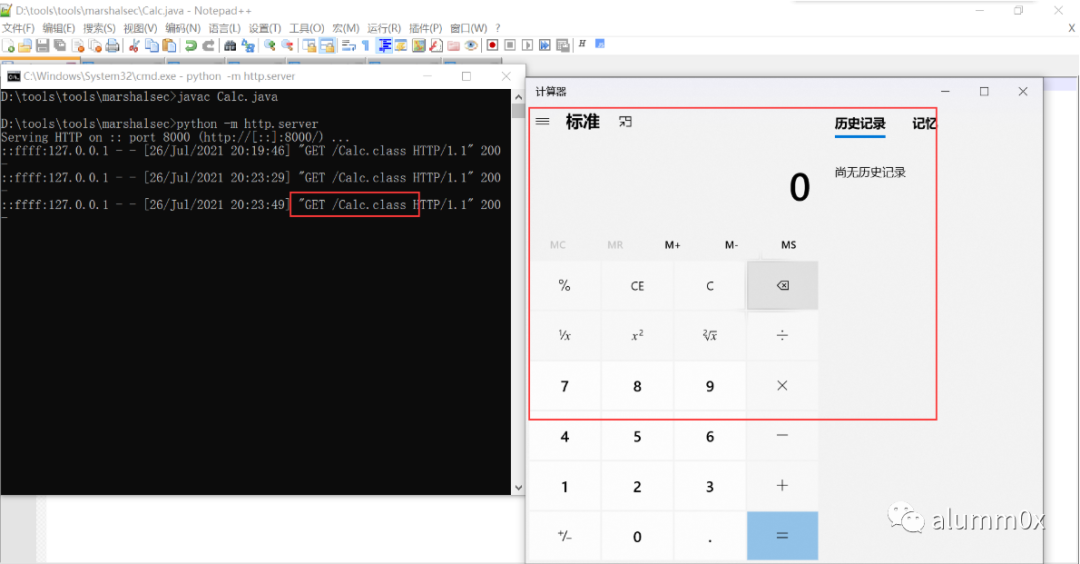 D:\tools\tools\marshalsec\Calc.java - Notepad++
文件(F) 编辑(E) 搜索(S) 视图(V) 编码(N) 语言(L) 设置(T) 工具(O) 宏(M) 运行(R) 插件(P) 窗口(W) ? X
C:\Windows\System32\cmd.exe - python -m http.server
D:\tools\tools\marshalsec>javac Calc.java
D:\tools\tools\marshalsec>python -m http.server
Serving HTTP on :: port 8000 (http://[::]:8000/) ...
::ffff:127.0.0.1 - - [26/Jul/2021 20:19:46] "GET /Calc.class HTTP/1.1" 200
-
::ffff:127.0.0.1 - - [26/Jul/2021 20:23:29] "GET /Calc.class HTTP/1.1" 200
-
::ffff:127.0.0.1 - - [26/Jul/2021 20:23:49] "GET /Calc.class HTTP/1.1" 200
-
计算器
标准
历史记录 记忆
尚无历史记录
0
MC MR M+ M- MS
% CE C
¹/x x² ²√x ÷
7 8 9 ×
4 5 6 −
1 2 3 +
+/− 0 . =
alumm0x